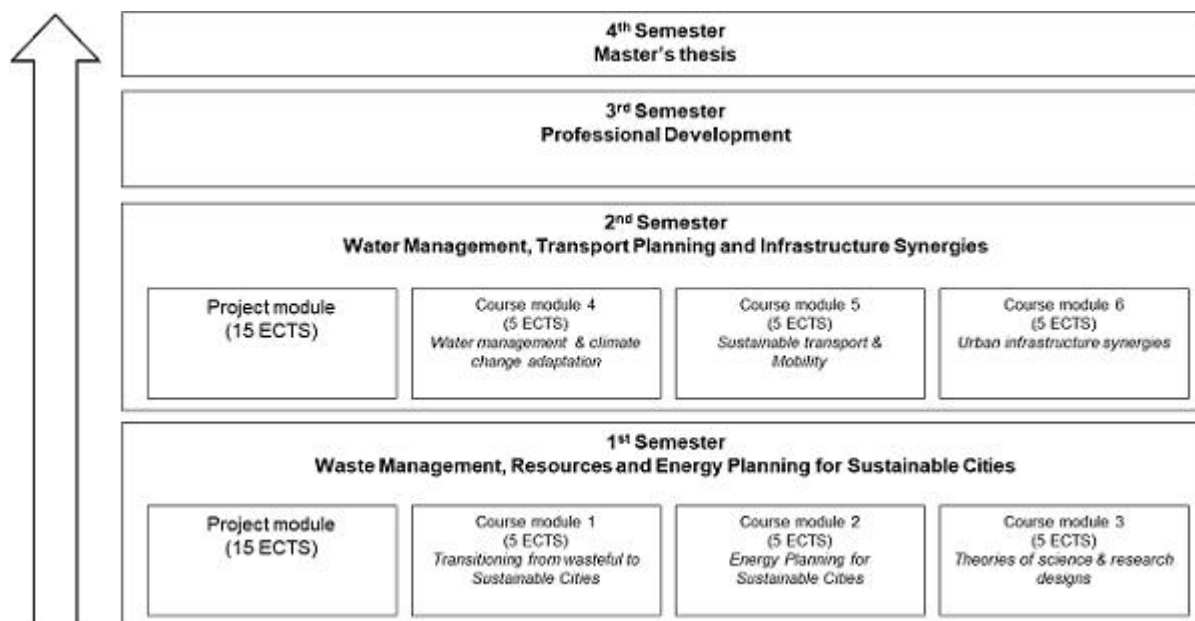 4th Semester
Master's thesis
3rd Semester
Professional Development
2nd Semester
Water Management, Transport Planning and Infrastructure Synergies
Project module
(15 ECTS)
Course module 4
(5 ECTS)
Water management & climate
change adaptation
Course module 5
(5 ECTS)
Sustainable transport &
Mobility
Course module 6
(5 ECTS)
Urban infrastructure synergies
1st Semester
Waste Management, Resources and Energy Planning for Sustainable Cities
Project module
(15 ECTS)
Course module 1
(5 ECTS)
Transitioning from wasteful to
Sustainable Cities
Course module 2
(5 ECTS)
Energy Planning for
Sustainable Cities
Course module 3
(5 ECTS)
Theories of science & research
designs